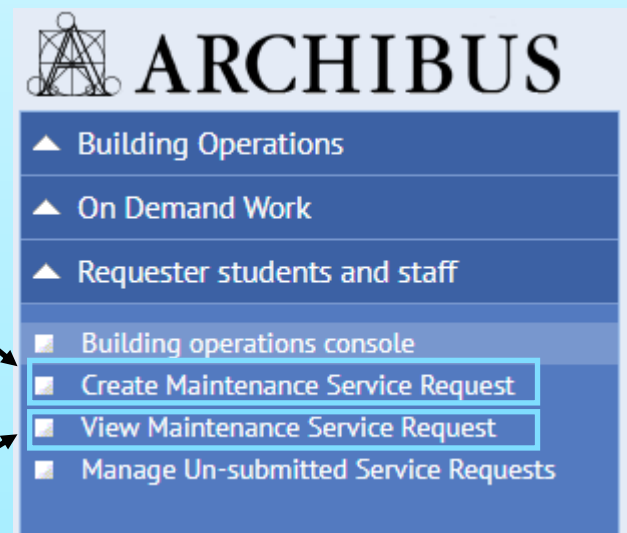 ARCHIBUS
Building Operations
On Demand Work
Requester students and staff
Building operations console
Create Maintenance Service Request
View Maintenance Service Request
Manage Un-submitted Service Requests